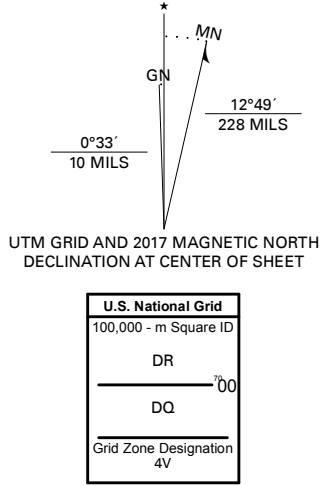 ★
MN
GN
0°33´
10 MILS
12°49´
228 MILS
UTM GRID AND 2017 MAGNETIC NORTH
DECLINATION AT CENTER OF SHEET
U.S. National Grid
100,000 - m Square ID
DR
7000
DQ
Grid Zone Designation
4V